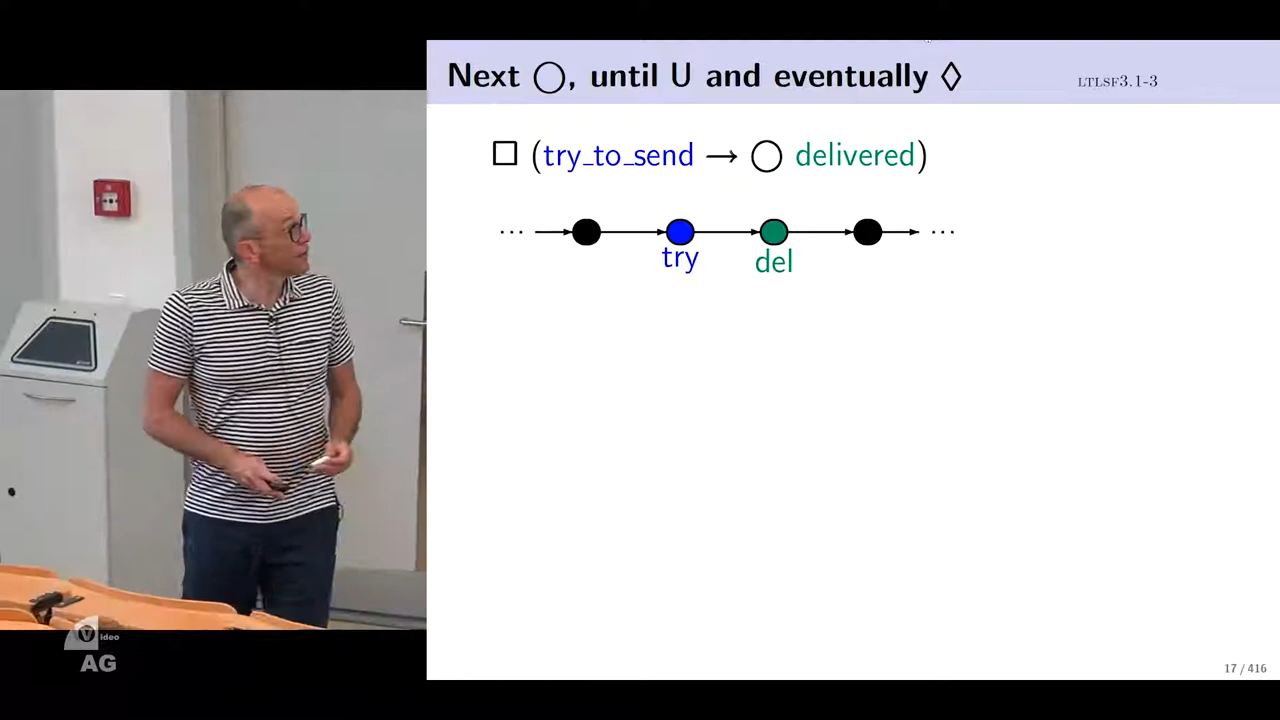 Next ○, until U and eventually ◊
LTLSF3.1-3
□ (try_to_send → ○ delivered)
... ...
try del
17 / 416
Video
AG